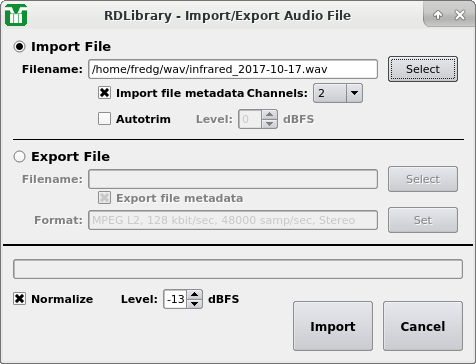 RDLibrary - Import/Export Audio File
Import File
Filename: /home/fredg/wav/infrared_2017-10-17.wav Select
Import file metadata Channels: 2
Autotrim Level: 0 dBFS
Export File
Filename: Select
Export file metadata
Format: MPEG L2, 128 kbit/sec, 48000 samp/sec, Stereo Set
Normalize Level: -13 dBFS
Import Cancel